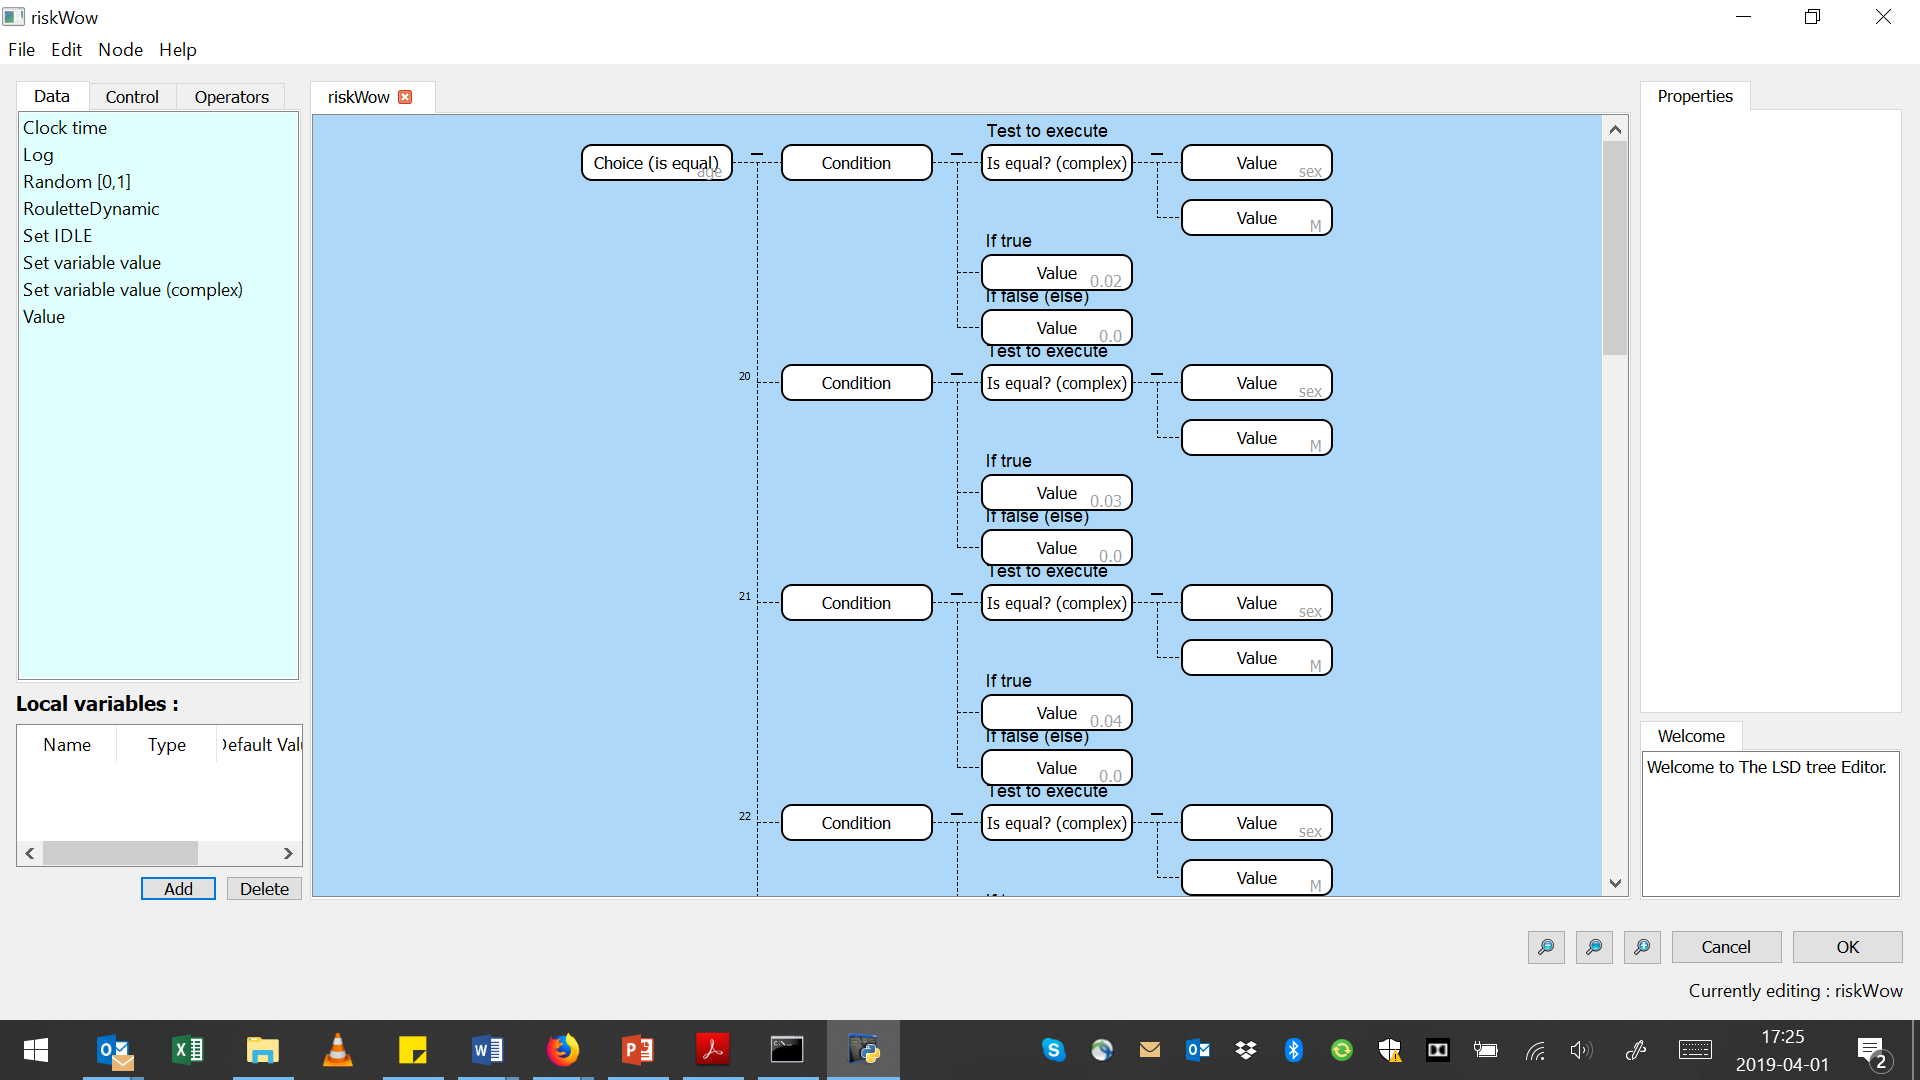 riskWow
File Edit Node Help
Data Control Operators
Clock time
Log
Random [0,1]
RouletteDynamic
Set IDLE
Set variable value
Set variable value (complex)
Value
Local variables :
Name Type Default Val
Add Delete
riskWow
Test to execute
Choice (is equal) age
Condition
Is equal? (complex)
Value sex
Value M
If true
Value 0.02
If false (else)
Value 0.0
Test to execute
20
Condition
Is equal? (complex)
Value sex
Value M
If true
Value 0.03
If false (else)
Value 0.0
Test to execute
21
Condition
Is equal? (complex)
Value sex
Value M
If true
Value 0.04
If false (else)
Value 0.0
Test to execute
22
Condition
Is equal? (complex)
Value sex
Value M
Properties
Welcome
Welcome to The LSD tree Editor.
Cancel OK
Currently editing : riskWow
17:25
2019-04-01
2